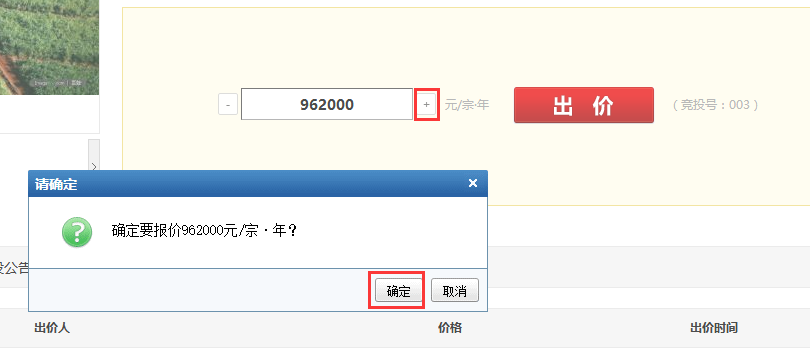 - 962000 + 元/宗·年 出 价 （竞投号：003）
请确定
确定要报价962000元/宗·年？
公告
确定 取消
出价人 价格 出价时间